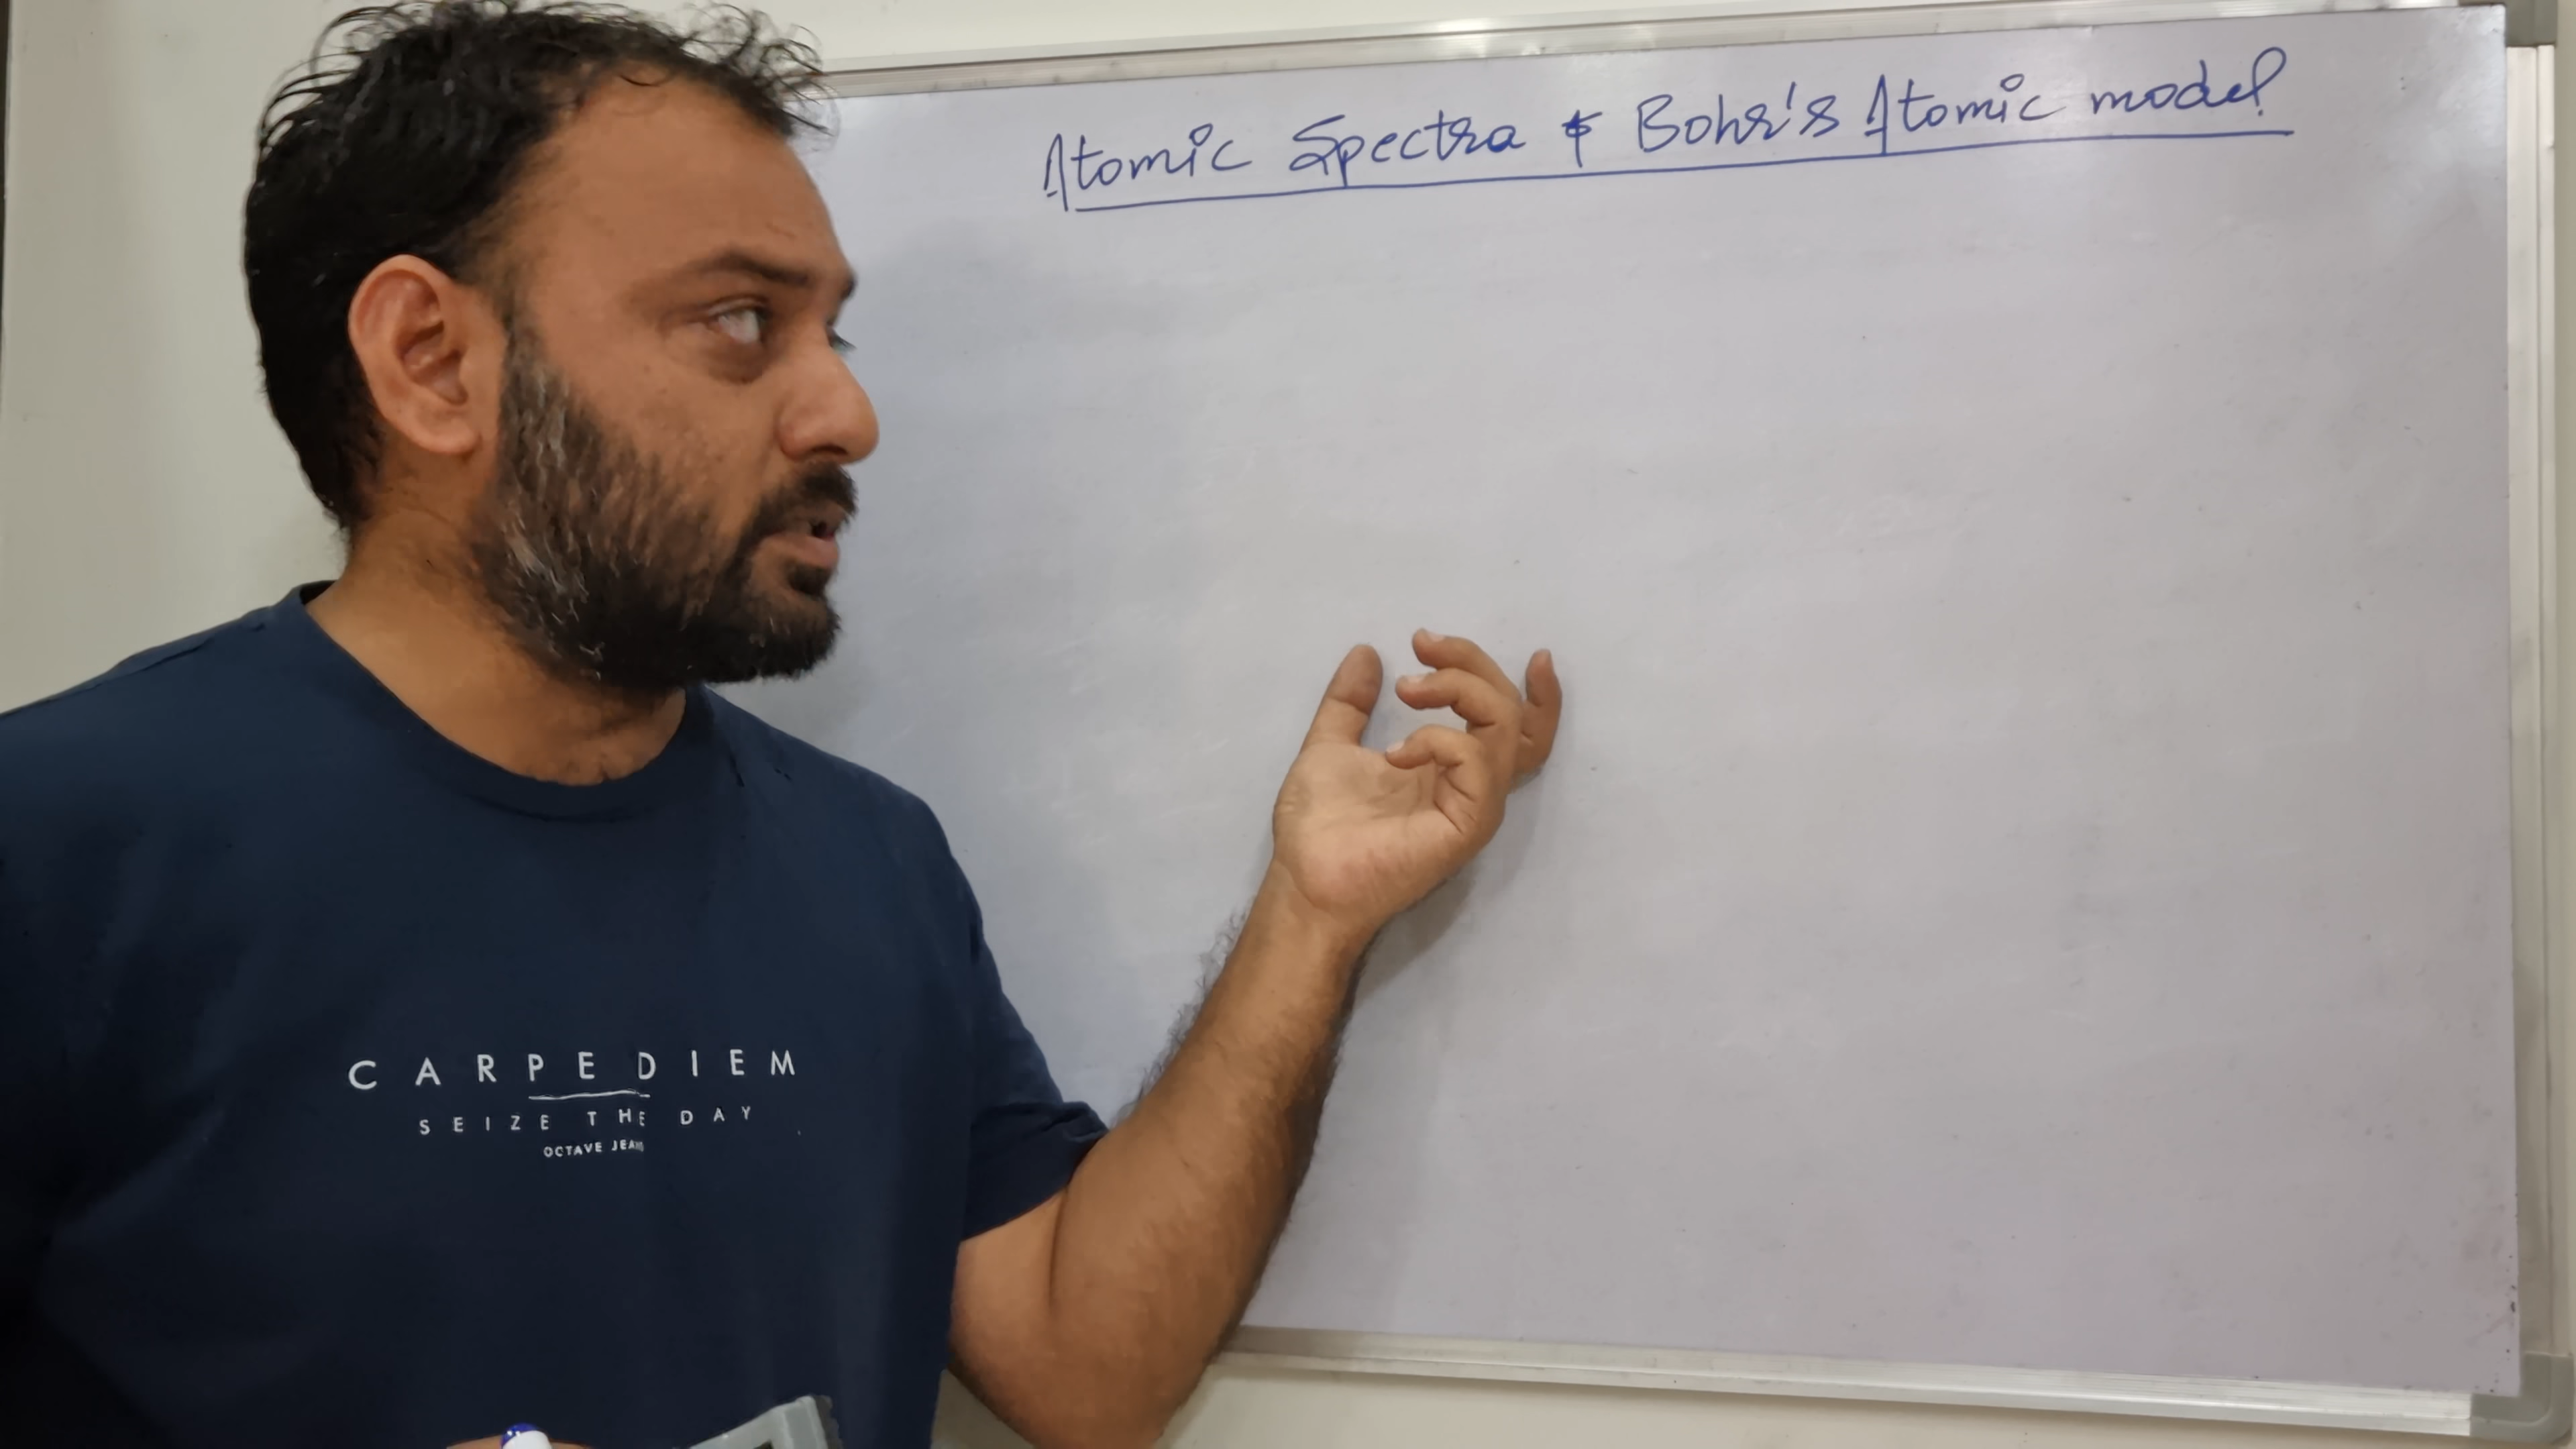 Atomic Spectra & Bohr's Atomic model
CARPE DIEM
SEIZE THE DAY
OCTAVE JEANS